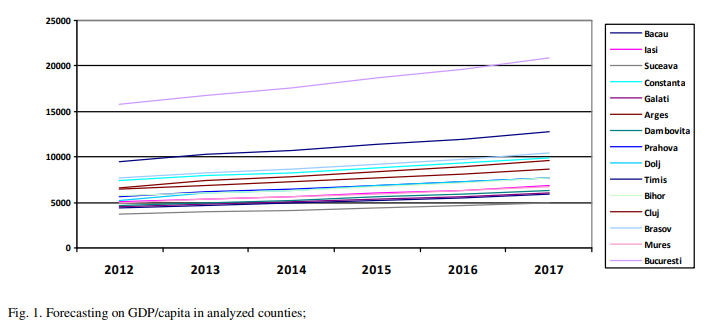 25000
20000
15000
10000
5000
0
2012 2013 2014 2015 2016 2017
Bacau
Iasi
Suceava
Constanta
Galati
Arges
Dambovita
Prahova
Dolj
Timis
Bihor
Cluj
Brasov
Mures
Bucuresti
Fig. 1. Forecasting on GDP/capita in analyzed counties;